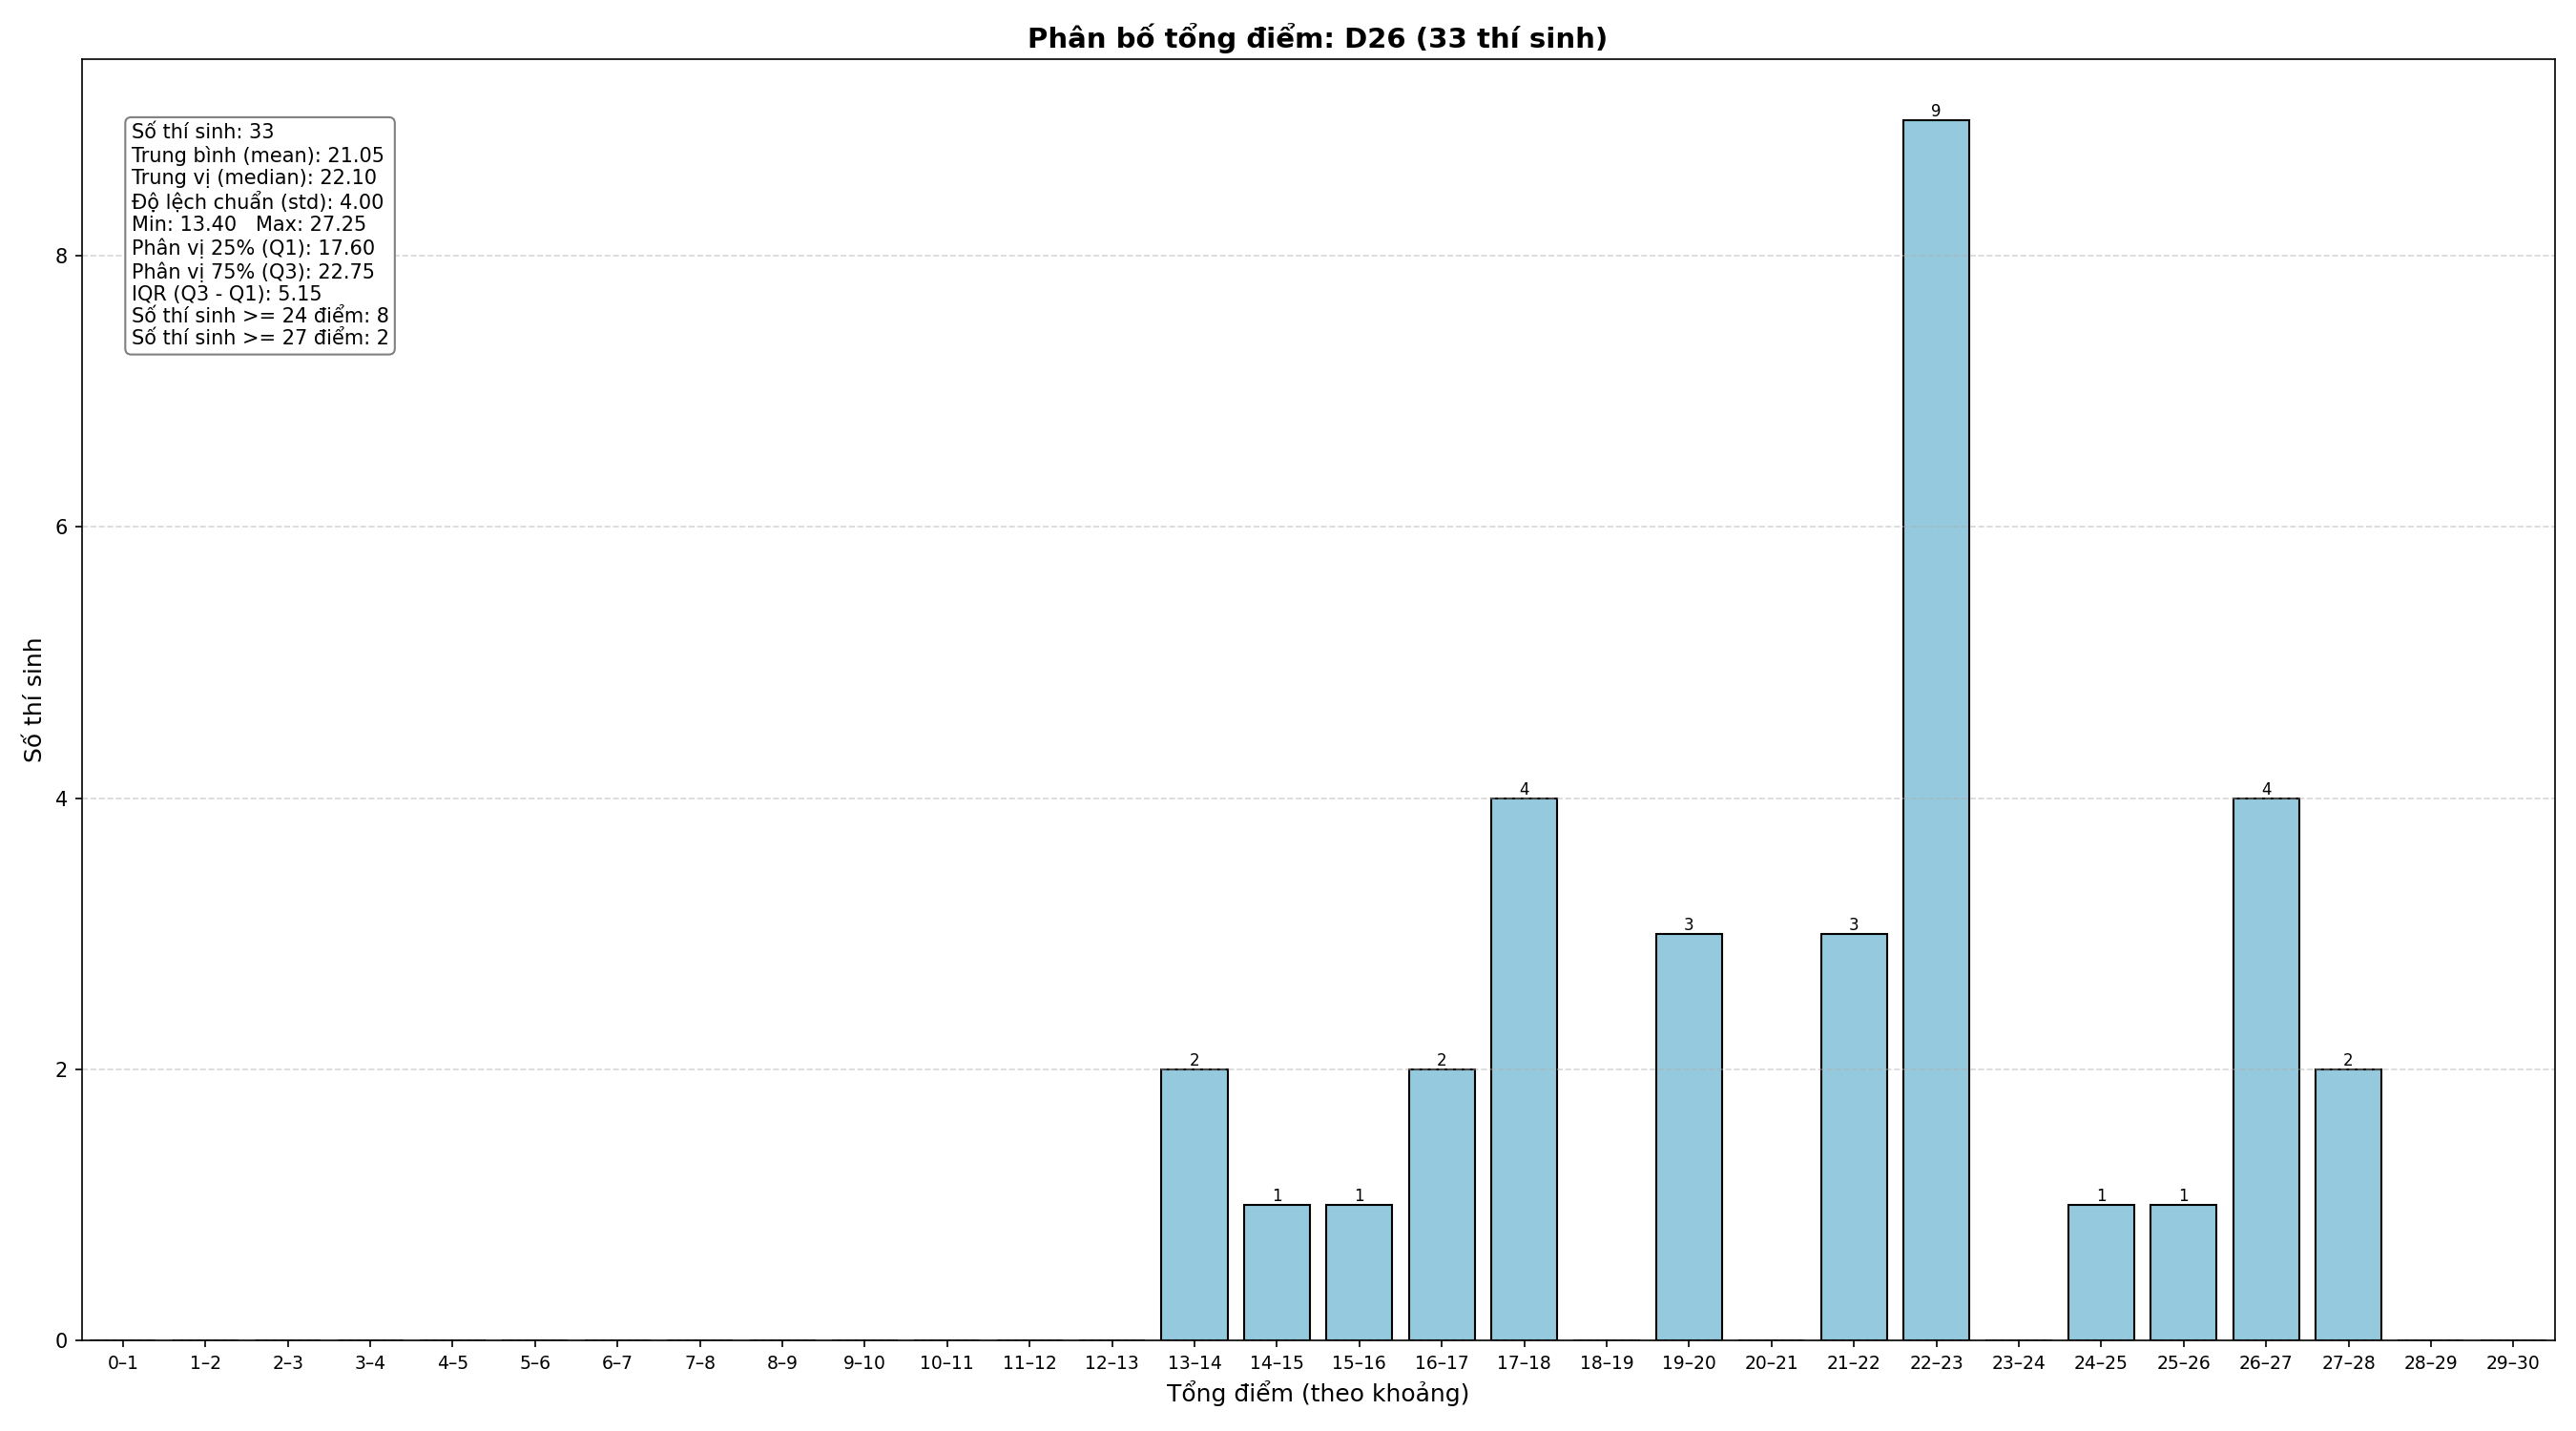 Phân bố tổng điểm: D26 (33 thí sinh)
Số thí sinh: 33
Trung bình (mean): 21.05
Trung vị (median): 22.10
Độ lệch chuẩn (std): 4.00
Min: 13.40   Max: 27.25
Phân vị 25% (Q1): 17.60
Phân vị 75% (Q3): 22.75
IQR (Q3 - Q1): 5.15
Số thí sinh >= 24 điểm: 8
Số thí sinh >= 27 điểm: 2
Số thí sinh
8
6
4
2
0
2 1 1 2 4 3 3 9 1 1 4 2
0–1 1–2 2–3 3–4 4–5 5–6 6–7 7–8 8–9 9–10 10–11 11–12 12–13 13–14 14–15 15–16 16–17 17–18 18–19 19–20 20–21 21–22 22–23 23–24 24–25 25–26 26–27 27–28 28–29 29–30
Tổng điểm (theo khoảng)